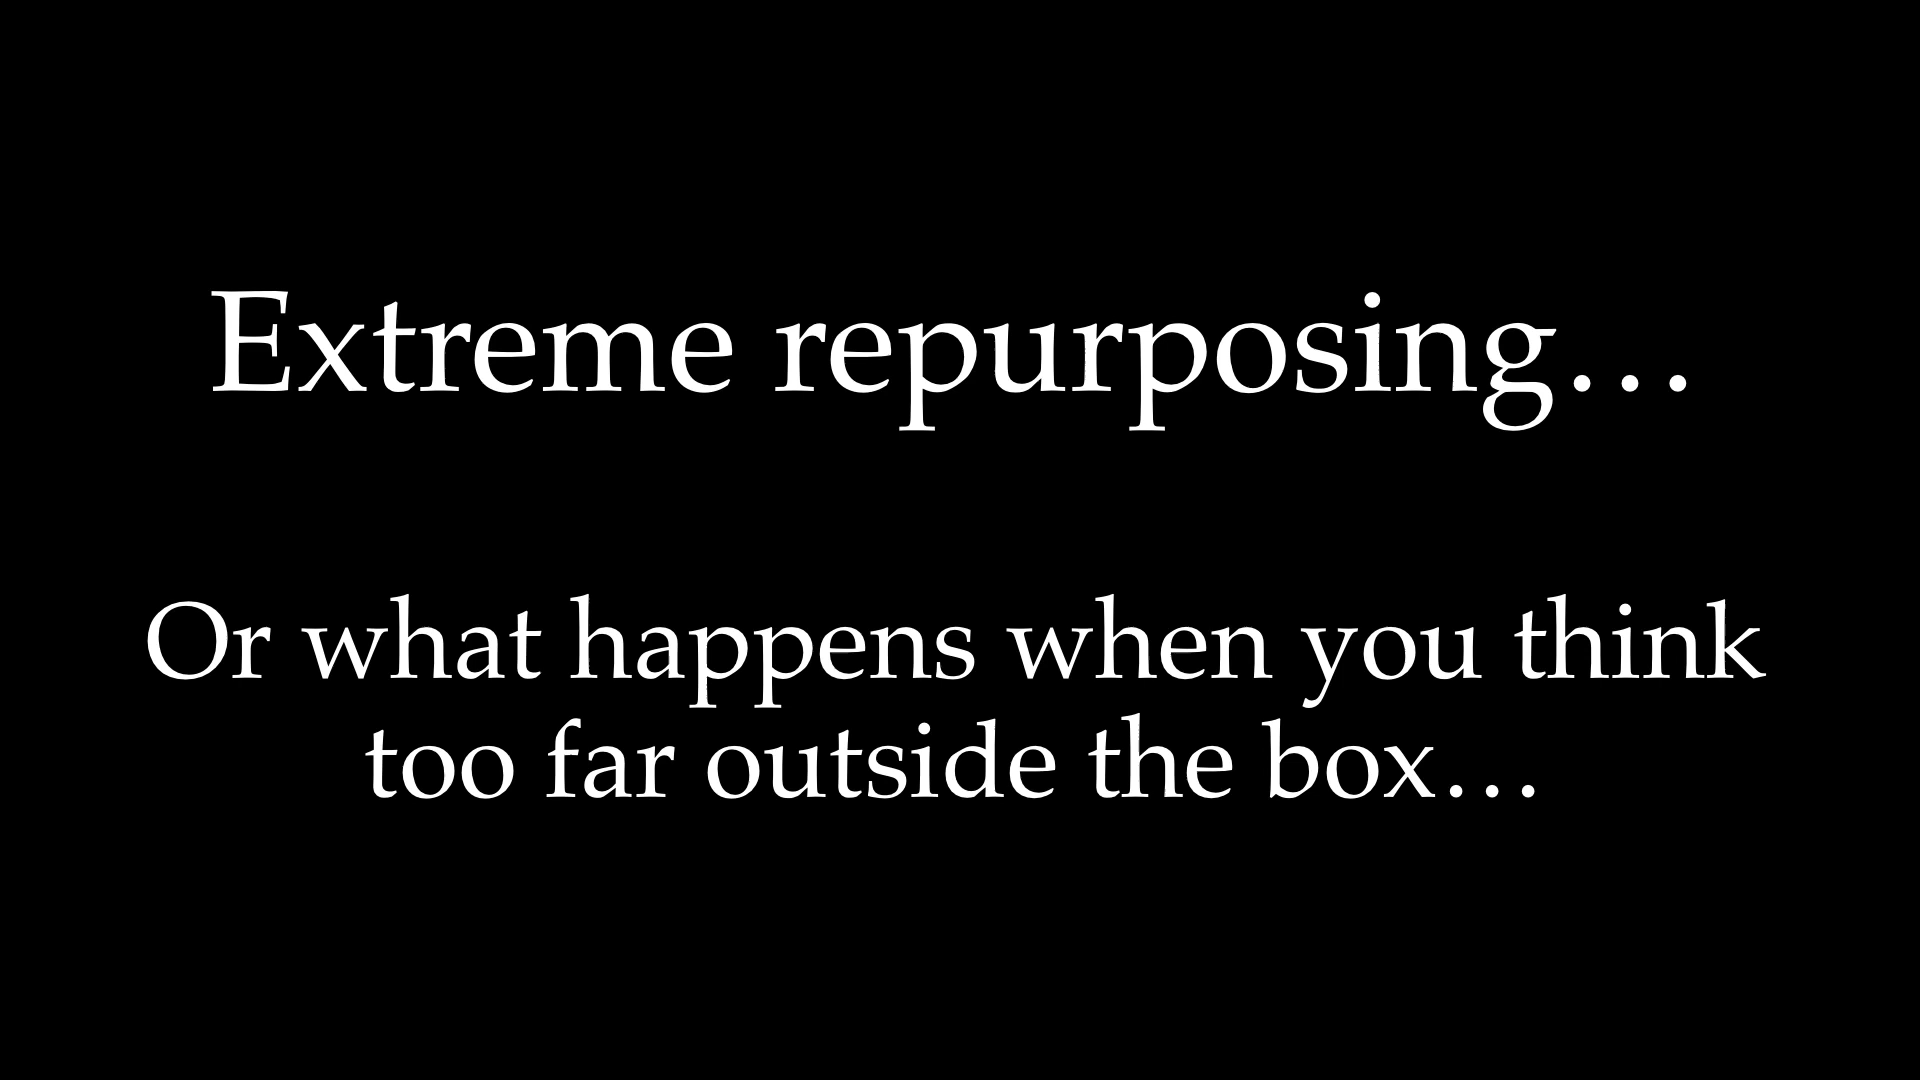 Extreme repurposing…
Or what happens when you think
too far outside the box…